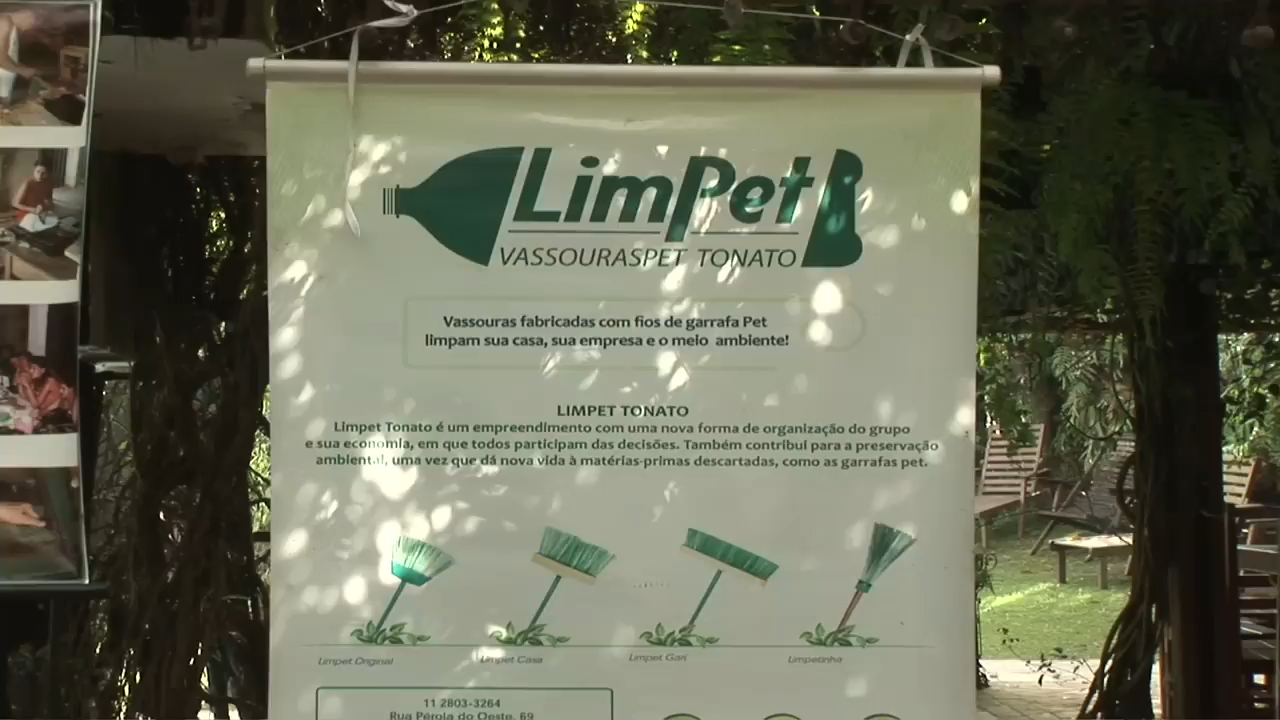 LimPet
VASSOURASPET TONATO
Vassouras fabricadas com fios de garrafa Pet
limpam sua casa, sua empresa e o meio ambiente!
LIMPET TONATO
Limpet Tonato é um empreendimento com uma nova forma de organização do grupo
e sua economia, em que todos participam das decisões. Também contribui para a preservação
ambiental, uma vez que dá nova vida à matérias-primas descartadas, como as garrafas pet.
Limpet Original
Limpet Casa
Limpet Gari
Limpetinha
11 2803-3264
Rua Pérola do Oeste, 69